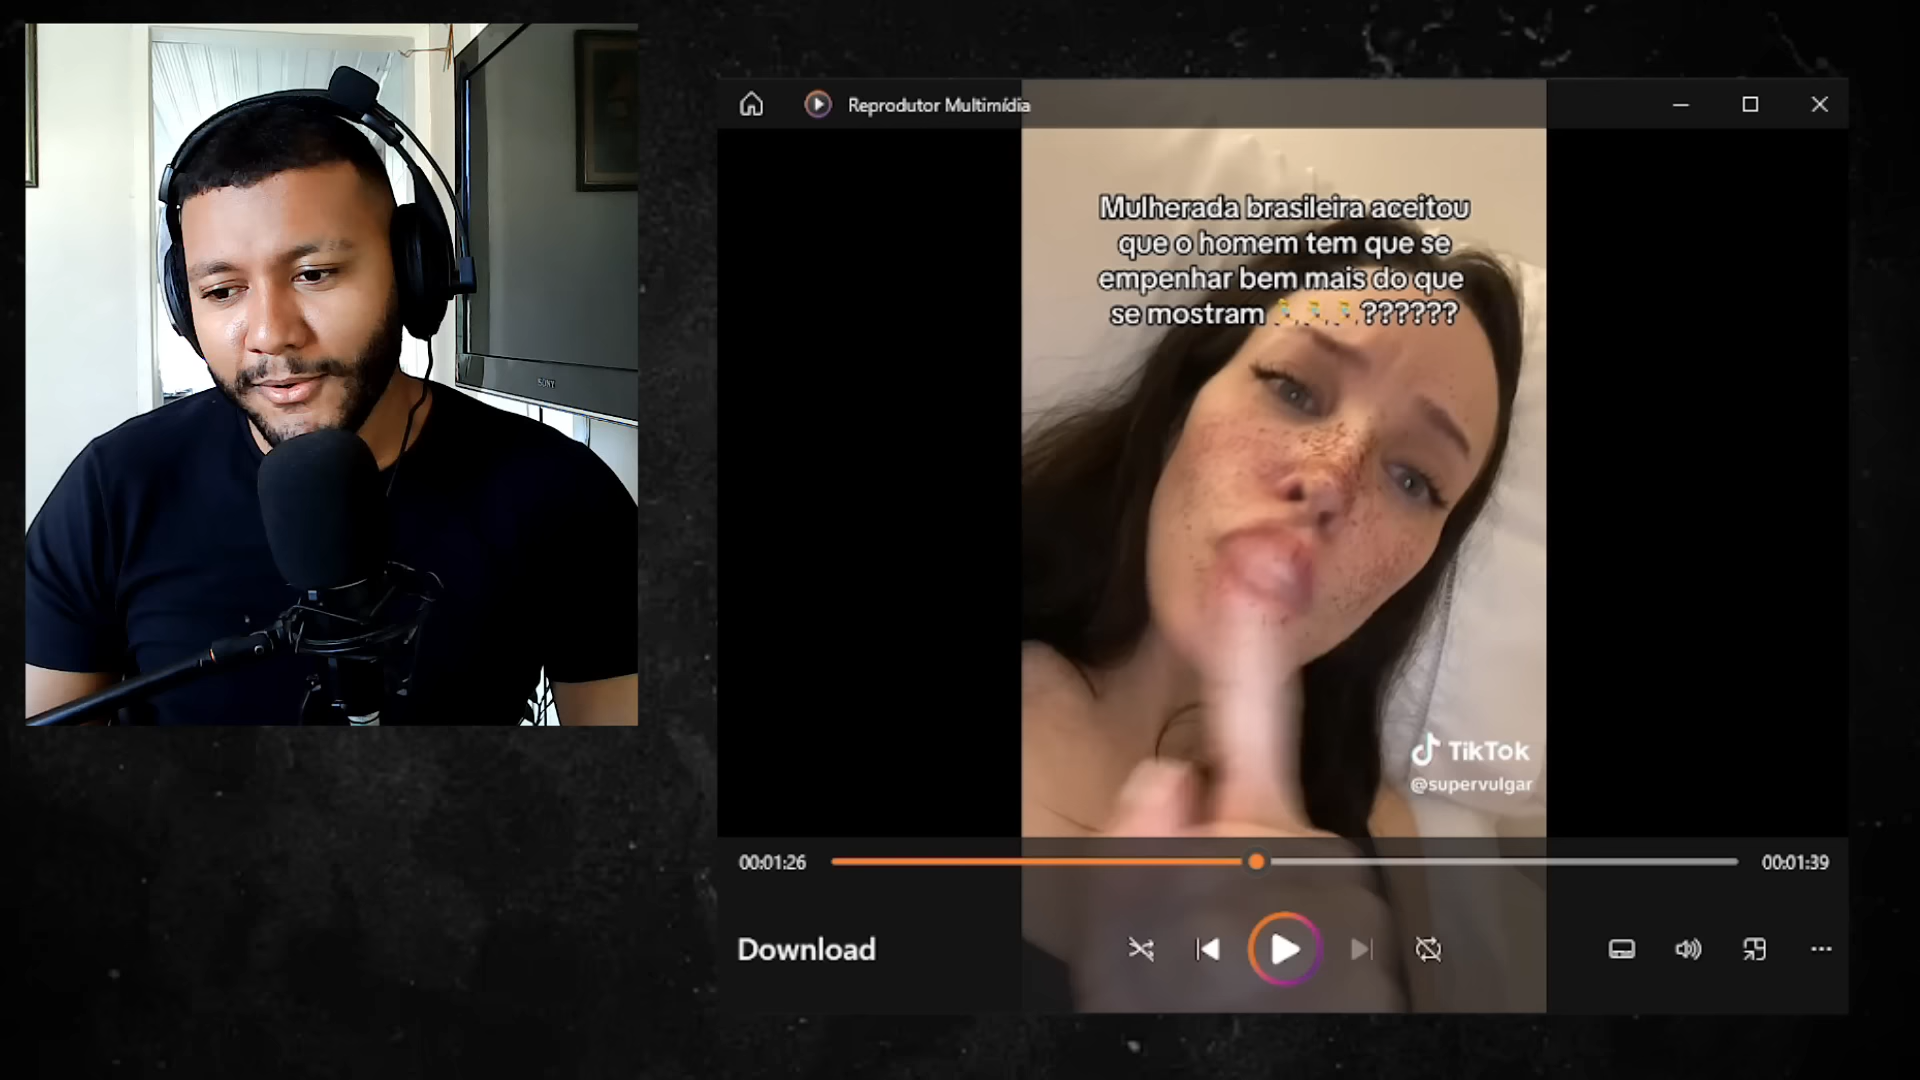 Reprodutor Multimídia
Mulherada brasileira aceitou
que o homem tem que se
empenhar bem mais do que
se mostram ??????
SONY
TikTok
@supervulgar
00:01:26
00:01:39
Download